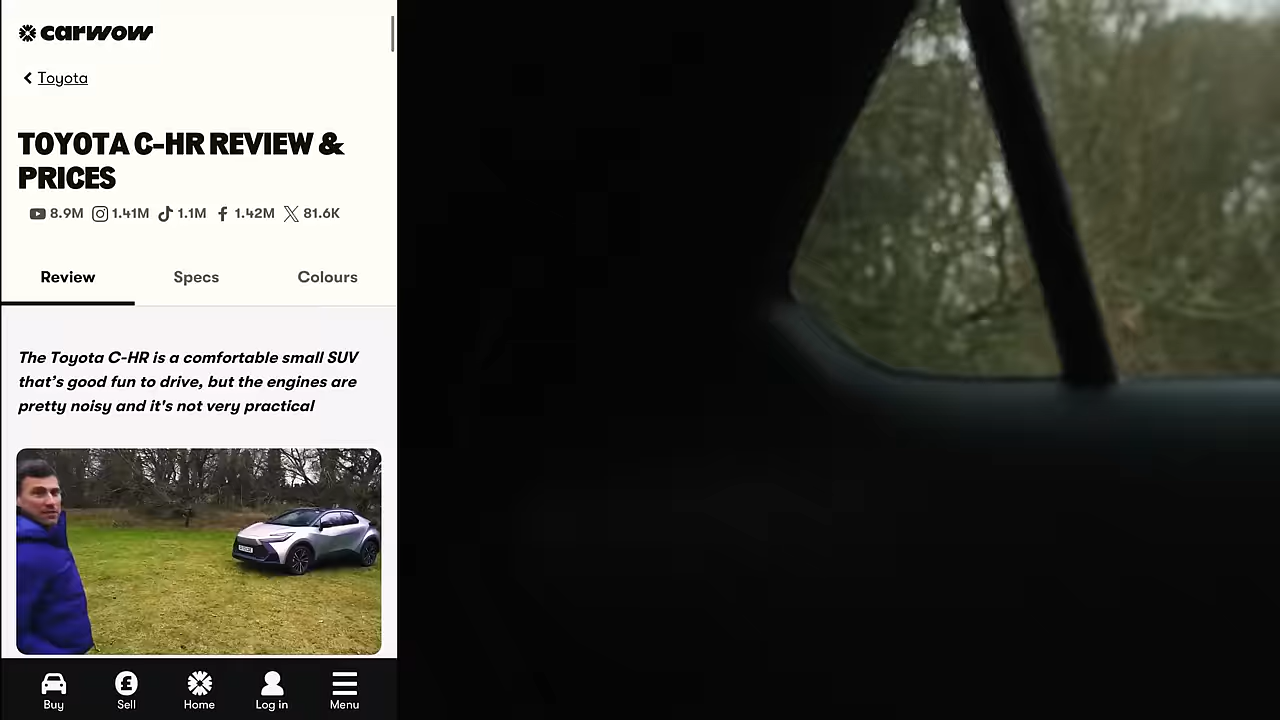 carwow
Toyota
TOYOTA C-HR REVIEW &
PRICES
8.9M 1.41M 1.1M 1.42M 81.6K
Review Specs Colours
The Toyota C-HR is a comfortable small SUV
that's good fun to drive, but the engines are
pretty noisy and it's not very practical
Buy Sell Home Log in Menu